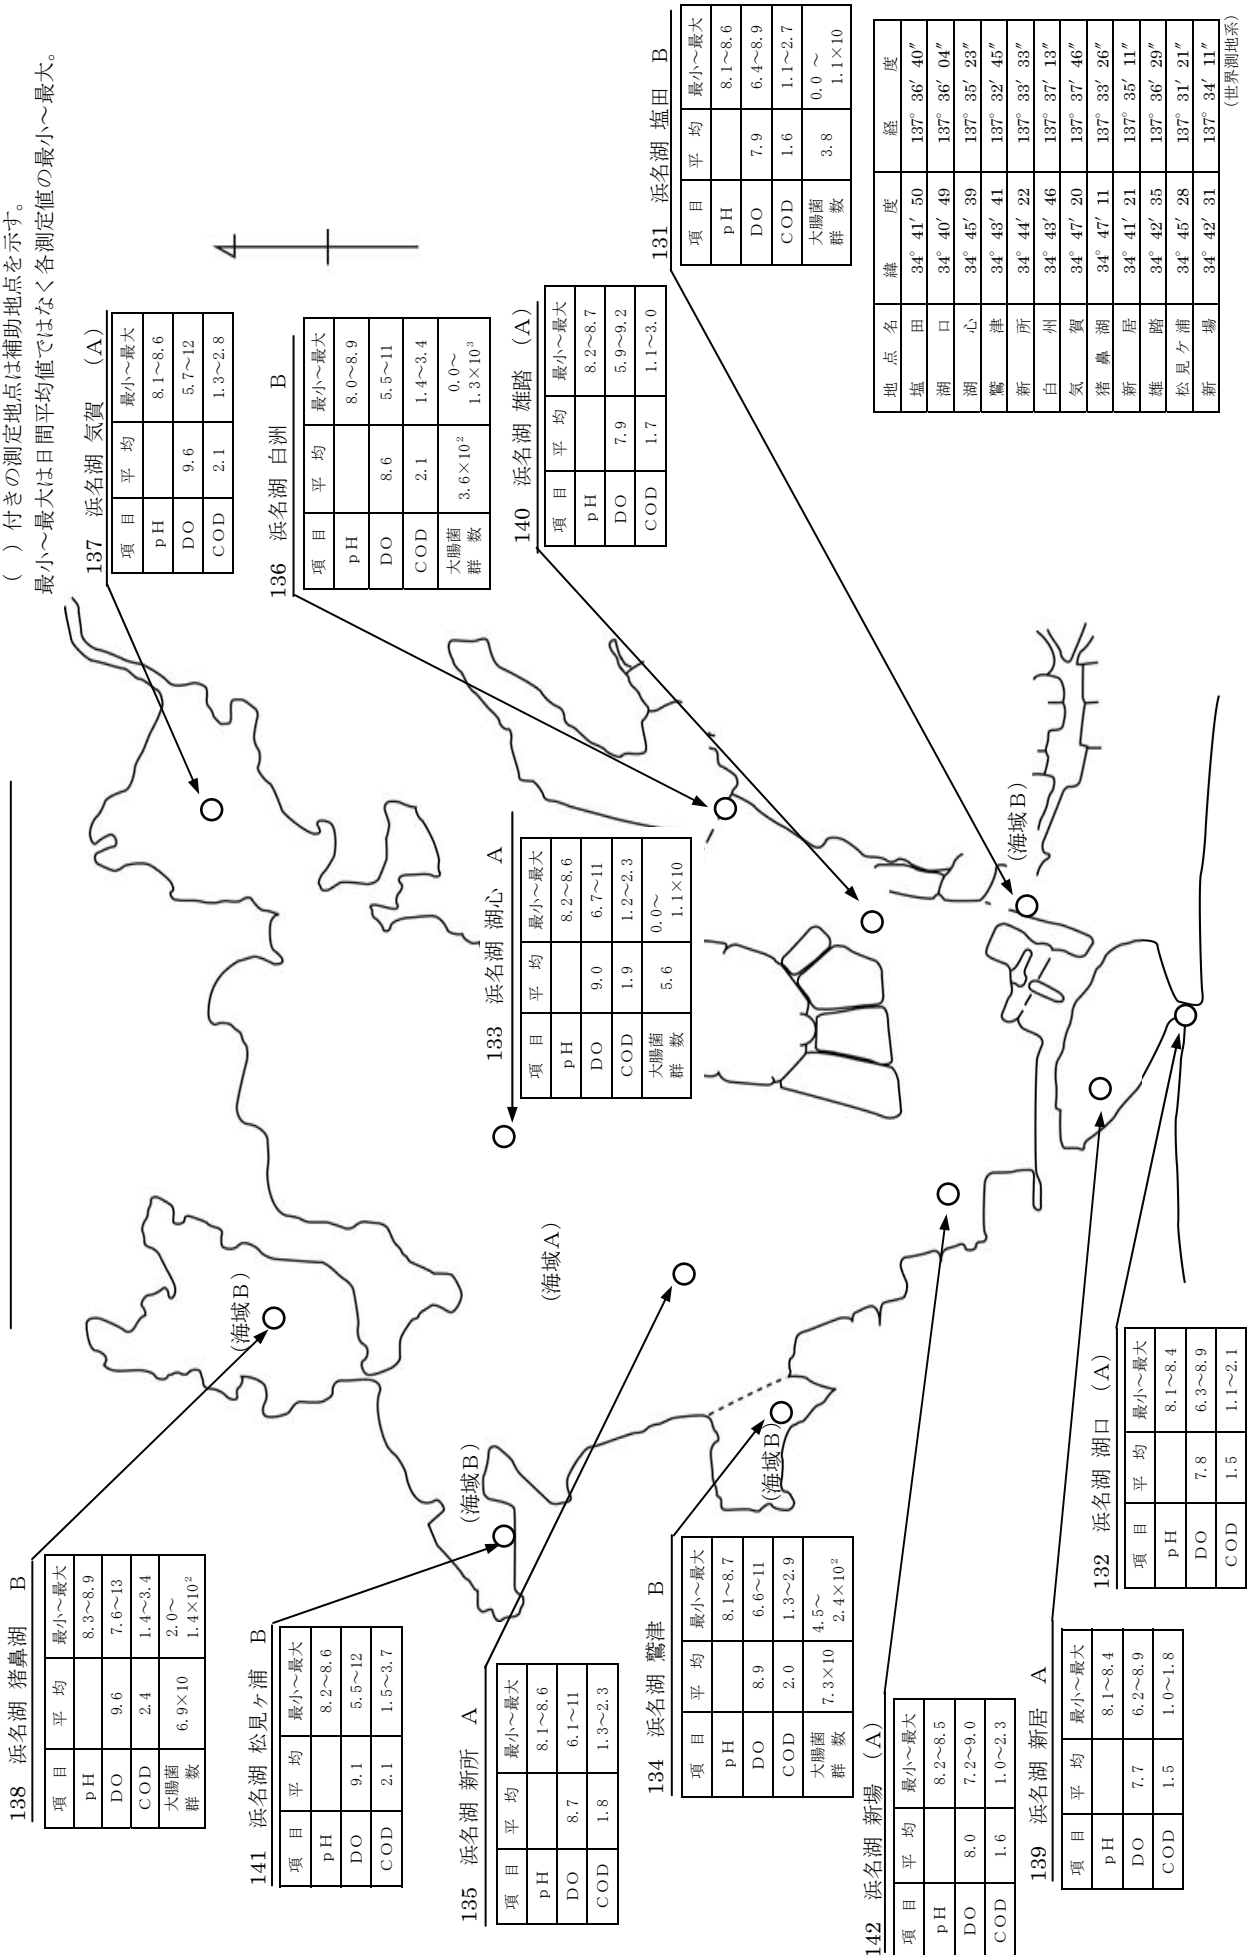 ( )付きの測定地点は補助地点を示す。
最小～最大は日間平均値ではなく各測定値の最小～最大。
138 浜名湖 猪鼻湖 B
項 目 平 均 最小～最大
pH 8.3～8.9
DO 9.6 7.6～13
COD 2.4 1.4～3.4
大腸菌群数 6.9×10 2.0～1.4×10²
141 浜名湖 松見ヶ浦 B
項 目 平 均 最小～最大
pH 8.2～8.6
DO 9.1 5.5～12
COD 2.1 1.5～3.7
135 浜名湖 新所 A
項 目 平 均 最小～最大
pH 8.1～8.6
DO 8.7 6.1～11
COD 1.8 1.3～2.3
134 浜名湖 鷲津 B
項 目 平 均 最小～最大
pH 8.1～8.7
DO 8.9 6.6～11
COD 2.0 1.3～2.9
大腸菌群数 7.3×10 4.5～2.4×10²
142 浜名湖 新場 (A)
項 目 平 均 最小～最大
pH 8.2～8.5
DO 8.0 7.2～9.0
COD 1.6 1.0～2.3
139 浜名湖 新居 A
項 目 平 均 最小～最大
pH 8.1～8.4
DO 7.7 6.2～8.9
COD 1.5 1.0～1.8
132 浜名湖 湖口 (A)
項 目 平 均 最小～最大
pH 8.1～8.4
DO 7.8 6.3～8.9
COD 1.5 1.1～2.1
(海域B)
(海域B)
(海域A)
(海域B)
(海域B)
133 浜名湖 湖心 A
項 目 平 均 最小～最大
pH 8.2～8.6
DO 9.0 6.7～11
COD 1.9 1.2～2.3
大腸菌群数 5.6 0.0～1.1×10
137 浜名湖 気賀 (A)
項 目 平 均 最小～最大
pH 8.1～8.6
DO 9.6 5.7～12
COD 2.1 1.3～2.8
136 浜名湖 白洲 B
項 目 平 均 最小～最大
pH 8.0～8.9
DO 8.6 5.5～11
COD 2.1 1.4～3.4
大腸菌群数 3.6×10² 0.0～1.3×10³
140 浜名湖 雄踏 (A)
項 目 平 均 最小～最大
pH 8.2～8.7
DO 7.9 5.9～9.2
COD 1.7 1.1～3.0
131 浜名湖 塩田 B
項 目 平 均 最小～最大
pH 8.1～8.6
DO 7.9 6.4～8.9
COD 1.6 1.1～2.7
大腸菌群数 3.8 0.0～1.1×10
地 点 名 緯 度 経 度
塩 田 34° 41′ 50 137° 36′ 40″
湖 口 34° 40′ 49 137° 36′ 04″
湖 心 34° 45′ 39 137° 35′ 23″
鷲 津 34° 43′ 41 137° 32′ 45″
新 所 34° 44′ 22 137° 33′ 33″
白 州 34° 43′ 46 137° 37′ 13″
気 賀 34° 47′ 20 137° 37′ 46″
猪 鼻 湖 34° 47′ 11 137° 33′ 26″
新 居 34° 41′ 21 137° 35′ 11″
雄 踏 34° 42′ 35 137° 36′ 29″
松見ケ浦 34° 45′ 28 137° 31′ 21″
新 場 34° 42′ 31 137° 34′ 11″
(世界測地系)